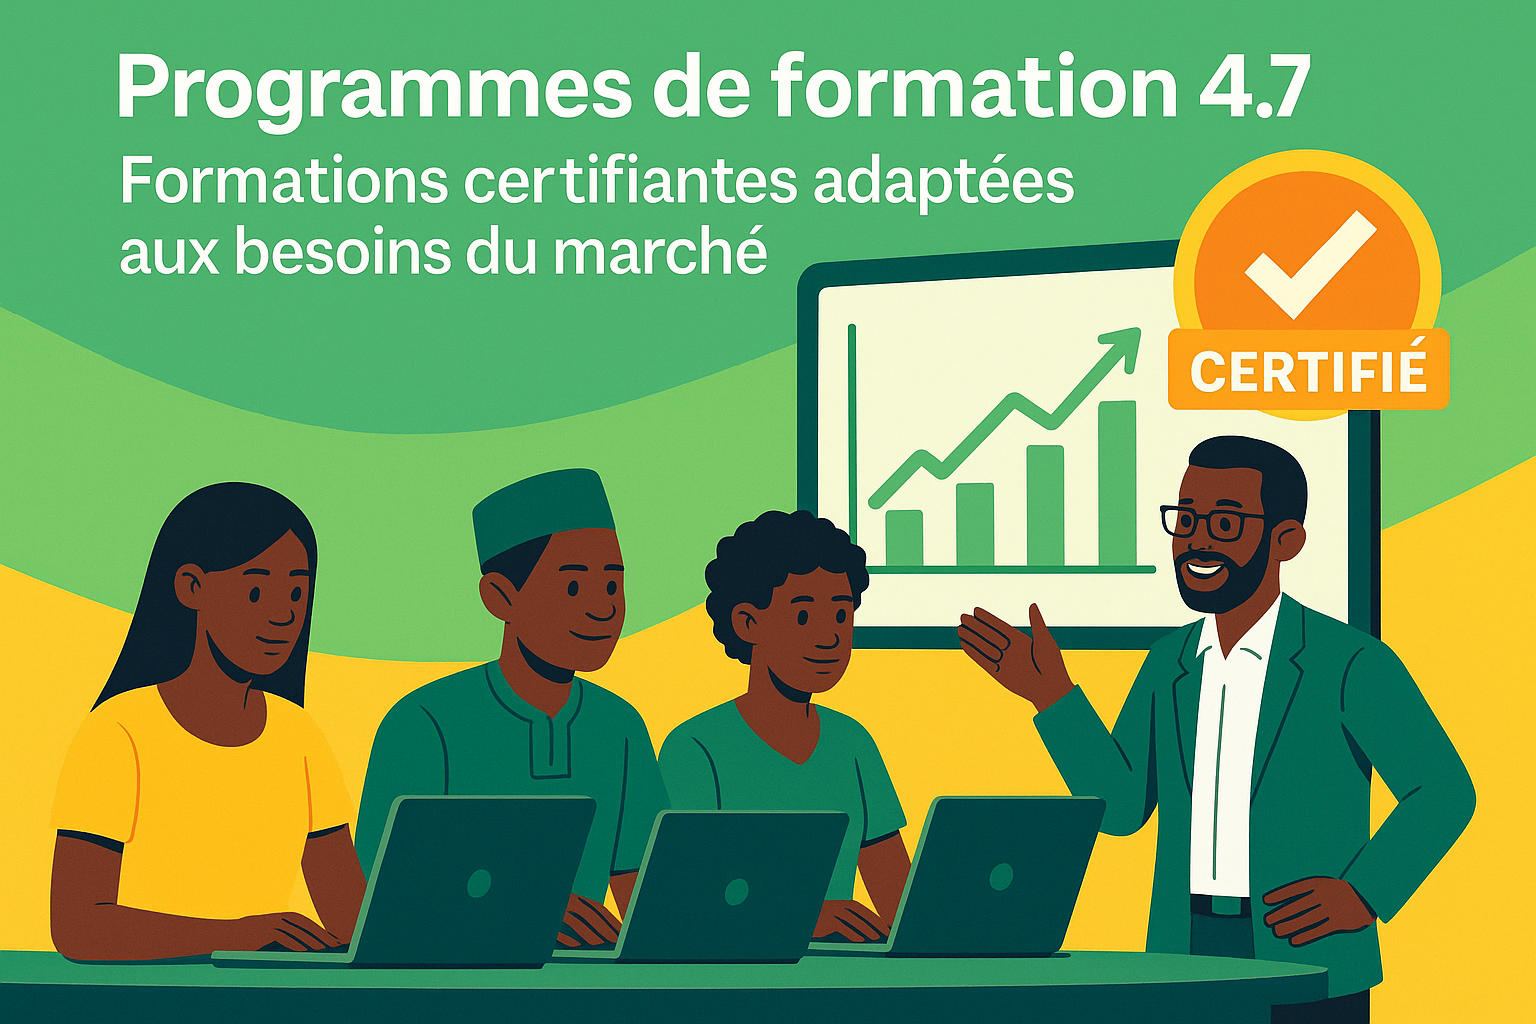 Programmes de formation 4.7
Formations certifiantes adaptées
aux besoins du marché
CERTIFIÉ